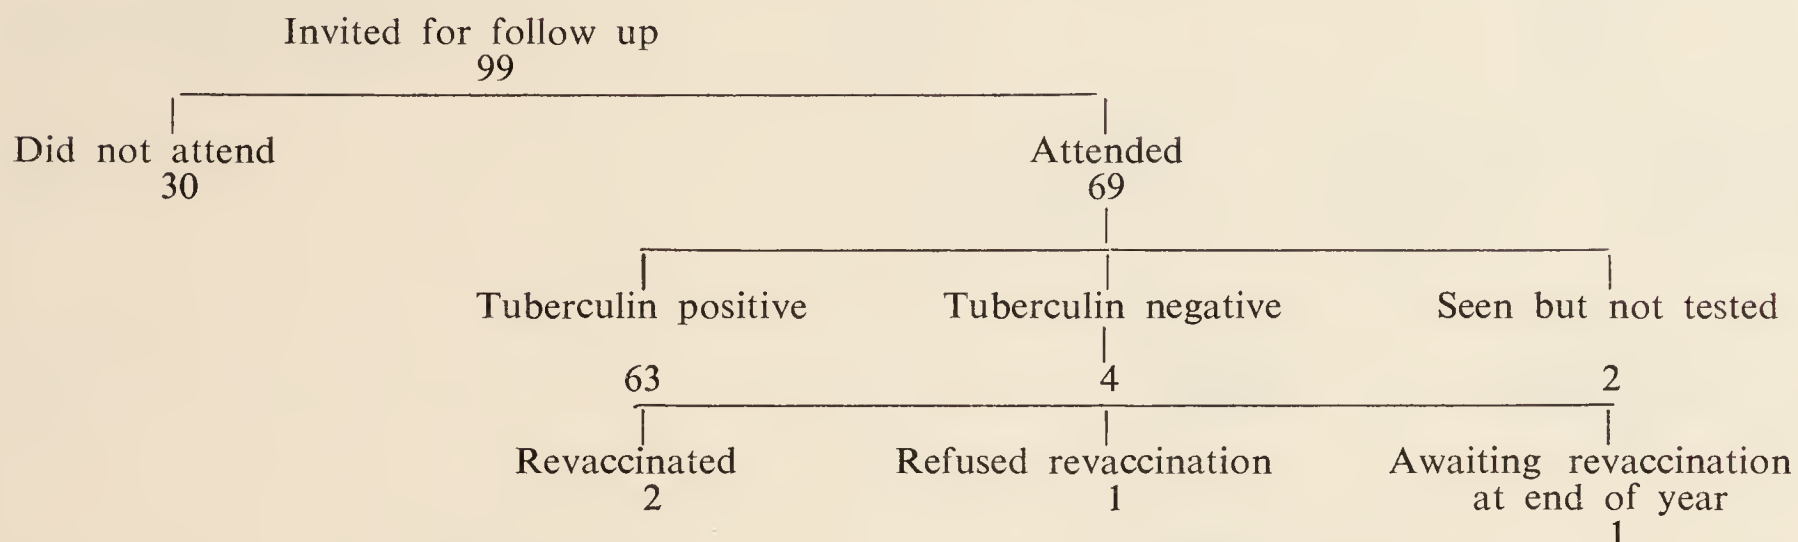 Invited for follow up
99
Did not attend
30
Attended
69
Tuberculin positive
Tuberculin negative
Seen but not tested
63
4
2
Revaccinated
2
Refused revaccination
1
Awaiting revaccination
at end of year
1